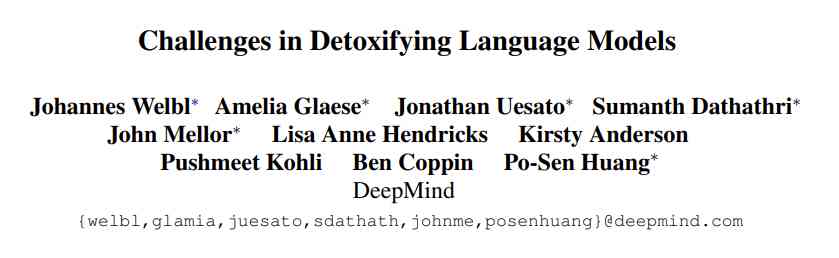 Challenges in Detoxifying Language Models
Johannes Welbl* Amelia Glaese* Jonathan Uesato* Sumanth Dathathri*
John Mellor* Lisa Anne Hendricks Kirsty Anderson
Pushmeet Kohli Ben Coppin Po-Sen Huang*
DeepMind
{welbl,glamia,juesato,sdathath,johnme,posenhuang}@deepmind.com